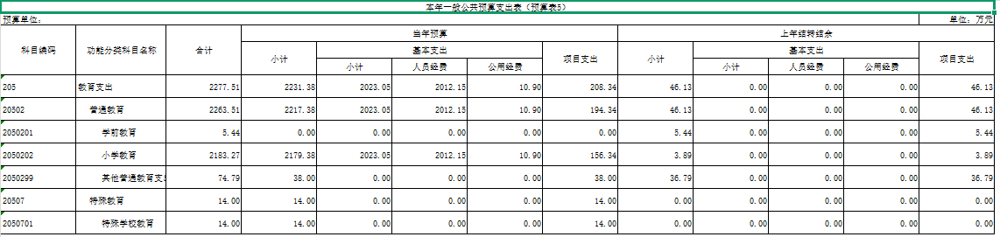 本年一般公共预算支出表（预算表5）
预算单位： 单位：万元
科目编码 功能分类科目名称 合计 当年预算 上年结转结余
小计 基本支出 项目支出 小计 基本支出 项目支出
小计 人员经费 公用经费 小计 人员经费 公用经费
205 教育支出 2277.51 2231.38 2023.05 2012.15 10.90 208.34 46.13 0.00 0.00 0.00 46.13
20502 普通教育 2263.51 2217.38 2023.05 2012.15 10.90 194.34 46.13 0.00 0.00 0.00 46.13
2050201 学前教育 5.44 0.00 0.00 0.00 0.00 0.00 5.44 0.00 0.00 0.00 5.44
2050202 小学教育 2183.27 2179.38 2023.05 2012.15 10.90 156.34 3.89 0.00 0.00 0.00 3.89
2050299 其他普通教育支 74.79 38.00 0.00 0.00 0.00 38.00 36.79 0.00 0.00 0.00 36.79
20507 特殊教育 14.00 14.00 0.00 0.00 0.00 14.00 0.00 0.00 0.00 0.00 0.00
2050701 特殊学校教育 14.00 14.00 0.00 0.00 0.00 14.00 0.00 0.00 0.00 0.00 0.00